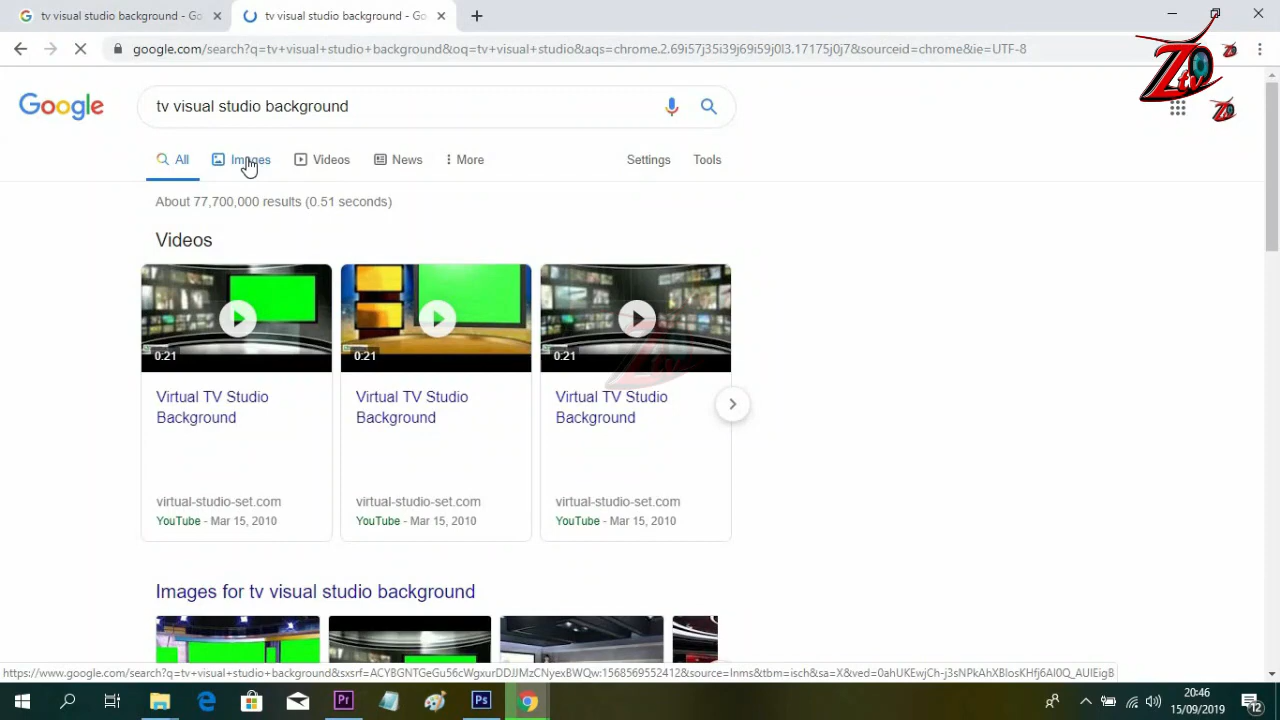 tv visual studio background - Go
tv visual studio background - Go
google.com/search?q=tv+visual+studio+background&oq=tv+visual+studio&aqs=chrome.2.69i57j35i39j69i59j0l3.17175j0j7&sourceid=chrome&ie=UTF-8
Google
tv visual studio background
All Images Videos News More Settings Tools
About 77,700,000 results (0.51 seconds)
Videos
0:21 0:21 0:21
Virtual TV Studio Background
Virtual TV Studio Background
Virtual TV Studio Background
virtual-studio-set.com
YouTube - Mar 15, 2010
virtual-studio-set.com
YouTube - Mar 15, 2010
virtual-studio-set.com
YouTube - Mar 15, 2010
Images for tv visual studio background
20:46
15/09/2019
12